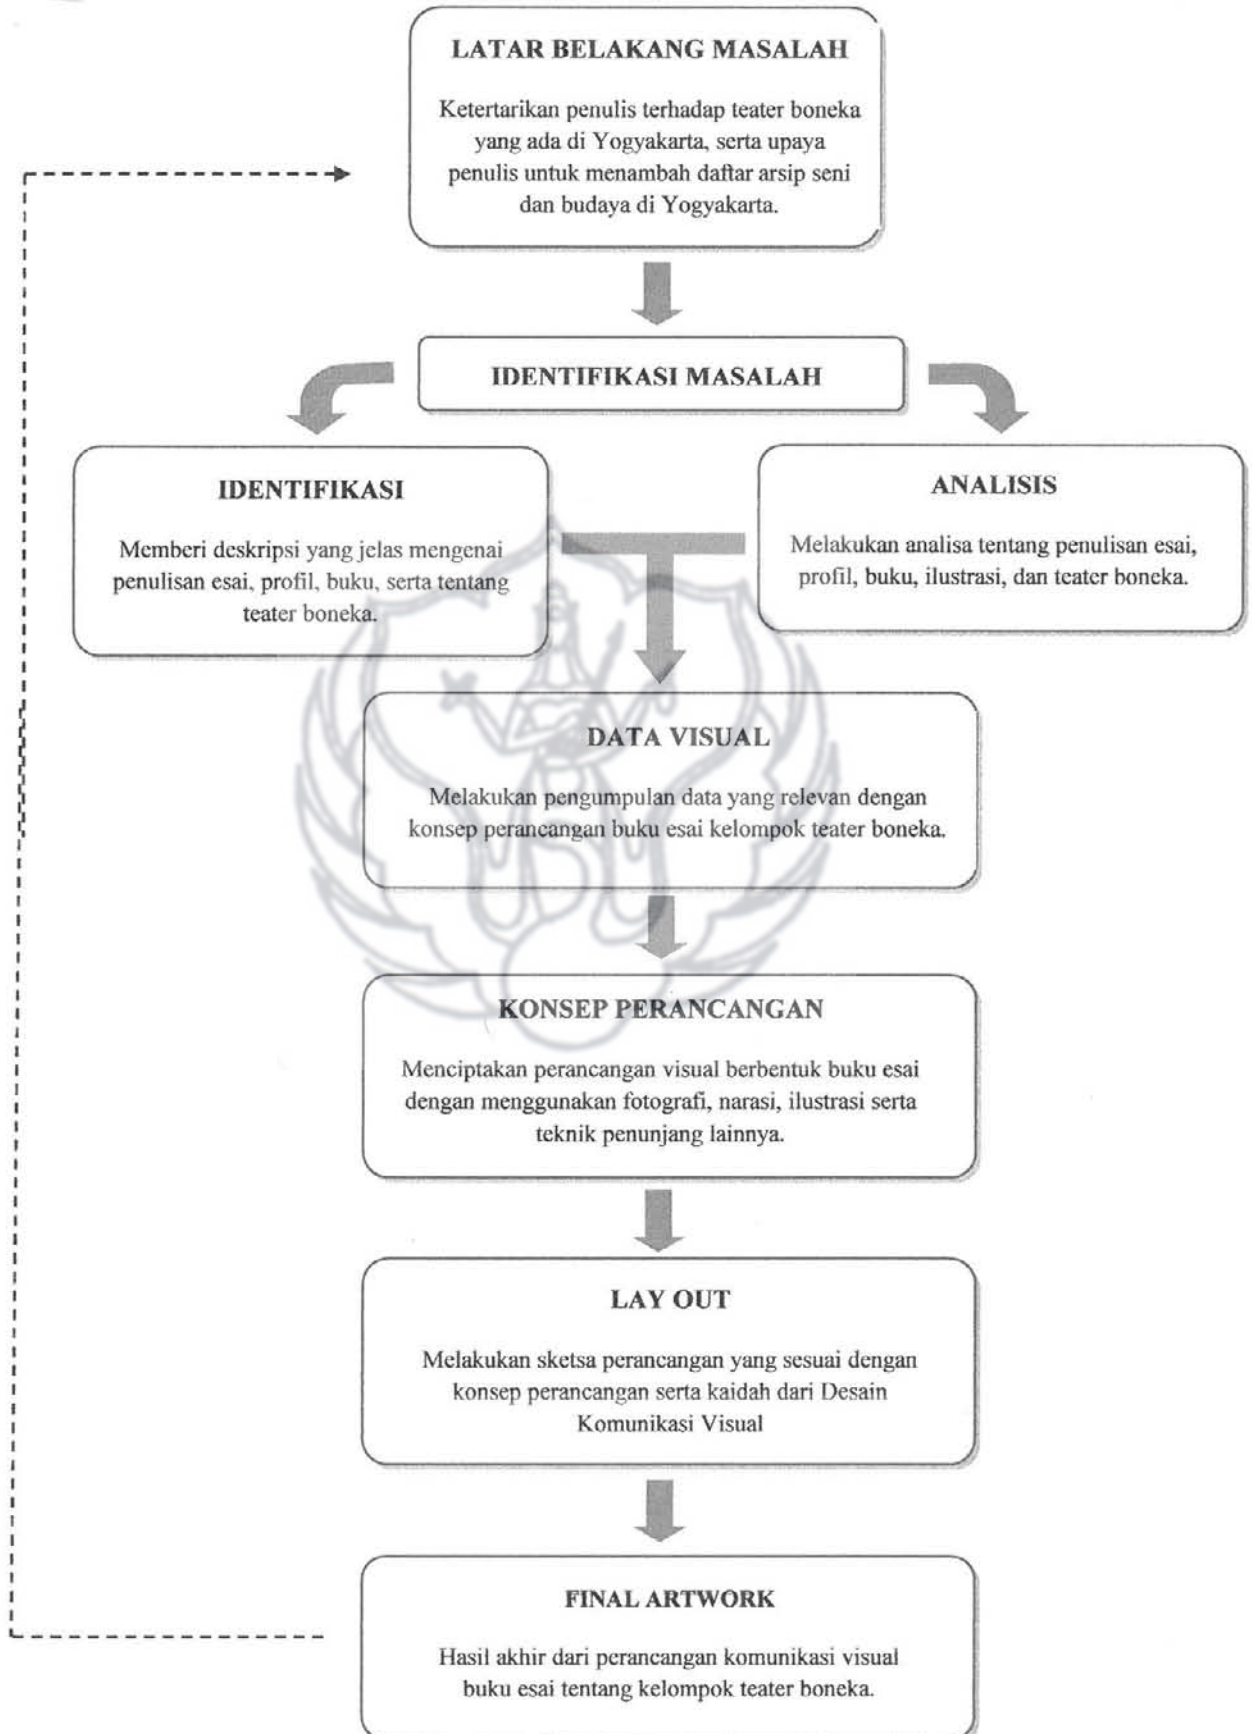 LATAR BELAKANG MASALAH
Ketertarikan penulis terhadap teater boneka
yang ada di Yogyakarta, serta upaya
penulis untuk menambah daftar arsip seni
dan budaya di Yogyakarta.
IDENTIFIKASI MASALAH
IDENTIFIKASI
Memberi deskripsi yang jelas mengenai
penulisan esai, profil, buku, serta tentang
teater boneka.
ANALISIS
Melakukan analisa tentang penulisan esai,
profil, buku, ilustrasi, dan teater boneka.
DATA VISUAL
Melakukan pengumpulan data yang relevan dengan
konsep perancangan buku esai kelompok teater boneka.
KONSEP PERANCANGAN
Menciptakan perancangan visual berbentuk buku esai
dengan menggunakan fotografi, narasi, ilustrasi serta
teknik penunjang lainnya.
LAY OUT
Melakukan sketsa perancangan yang sesuai dengan
konsep perancangan serta kaidah dari Desain
Komunikasi Visual
FINAL ARTWORK
Hasil akhir dari perancangan komunikasi visual
buku esai tentang kelompok teater boneka.